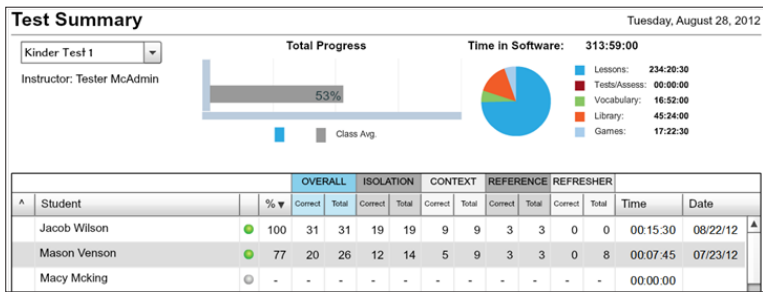 Test Summary
Tuesday, August 28, 2012
Kinder Test 1
Instructor: Tester McAdmin
Total Progress
53%
Class Avg.
Time in Software: 313:59:00
Lessons: 234:20:30
Tests/Assess: 00:00:00
Vocabulary: 16:52:00
Library: 45:24:00
Games: 17:22:30
OVERALL ISOLATION CONTEXT REFERENCE REFRESHER
^ Student % ▼ Correct Total Correct Total Correct Total Correct Total Correct Total Time Date
Jacob Wilson 100 31 31 19 19 9 9 3 3 0 0 00:15:30 08/22/12
Mason Venson 77 20 26 12 14 5 9 3 3 0 8 00:07:45 07/23/12
Macy Mcking - - - - - - - - - - - 00:00:00